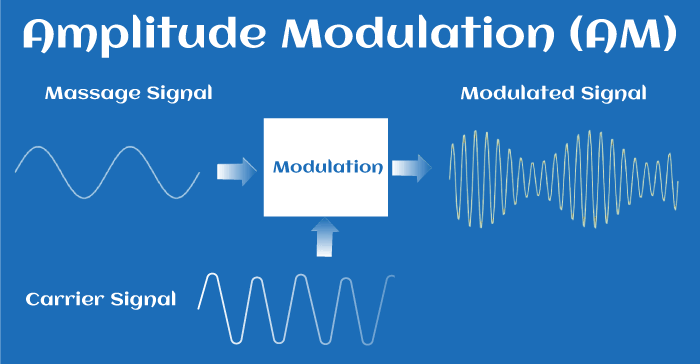 Amplitude Modulation (AM)
Massage Signal
Modulated Signal
Modulation
Carrier Signal